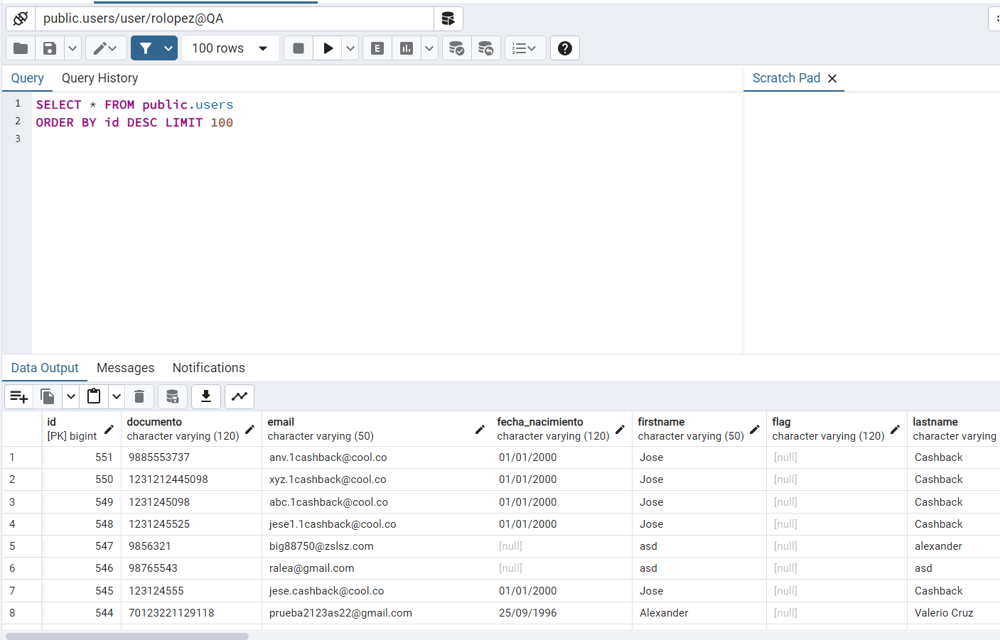 public.users/user/rolopez@QA
100 rows
E
?
Query Query History
Scratch Pad
1 SELECT * FROM public.users
2 ORDER BY id DESC LIMIT 100
3
Data Output Messages Notifications
id documento email fecha_nacimiento firstname flag lastname
[PK] bigint character varying (120) character varying (50) character varying (120) character varying (50) character varying (120) character varying
1 551 9885553737 anv.1cashback@cool.co 01/01/2000 Jose [null] Cashback
2 550 1231212445098 xyz.1cashback@cool.co 01/01/2000 Jose [null] Cashback
3 549 1231245098 abc.1cashback@cool.co 01/01/2000 Jose [null] Cashback
4 548 1231245525 jese1.1cashback@cool.co 01/01/2000 Jose [null] Cashback
5 547 9856321 big88750@zslsz.com [null] asd [null] alexander
6 546 98765543 ralea@gmail.com [null] asd [null] asd
7 545 123124555 jese.cashback@cool.co 01/01/2000 Jose [null] Cashback
8 544 70123221129118 prueba2123as22@gmail.com 25/09/1996 Alexander [null] Valerio Cruz